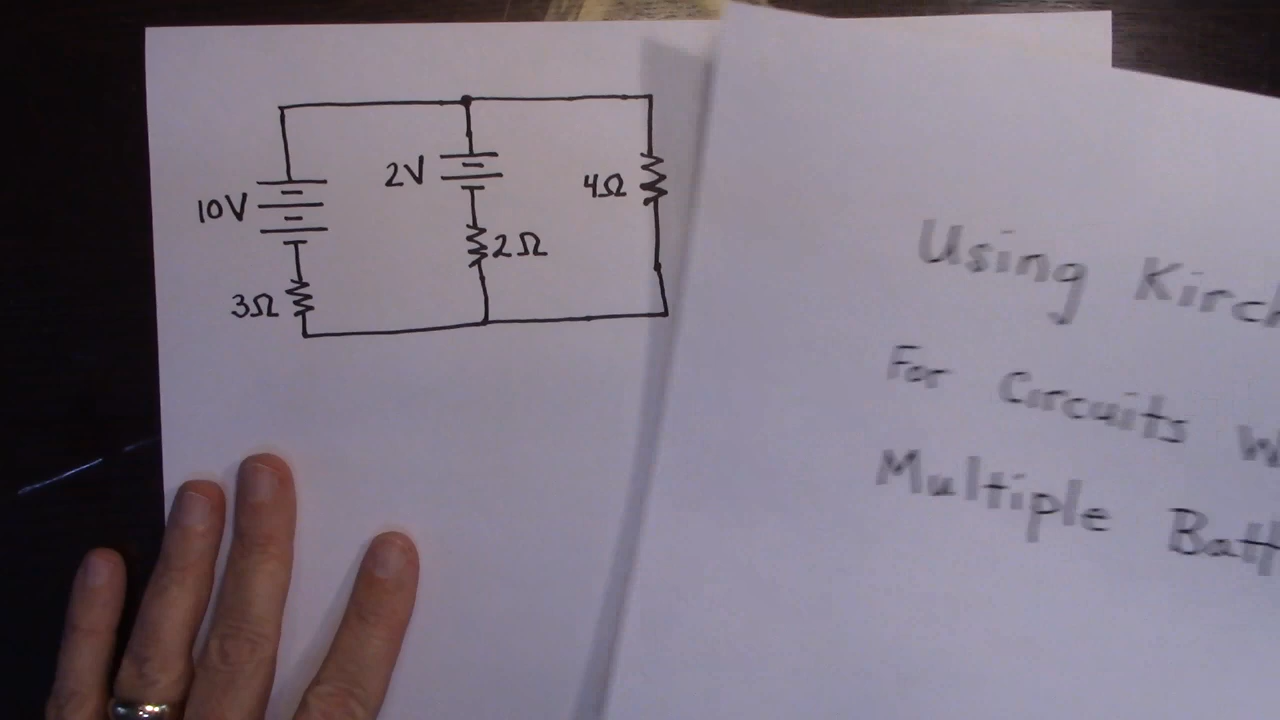 10V
2V
4Ω
2Ω
3Ω
Using
For Circuits
Multiple